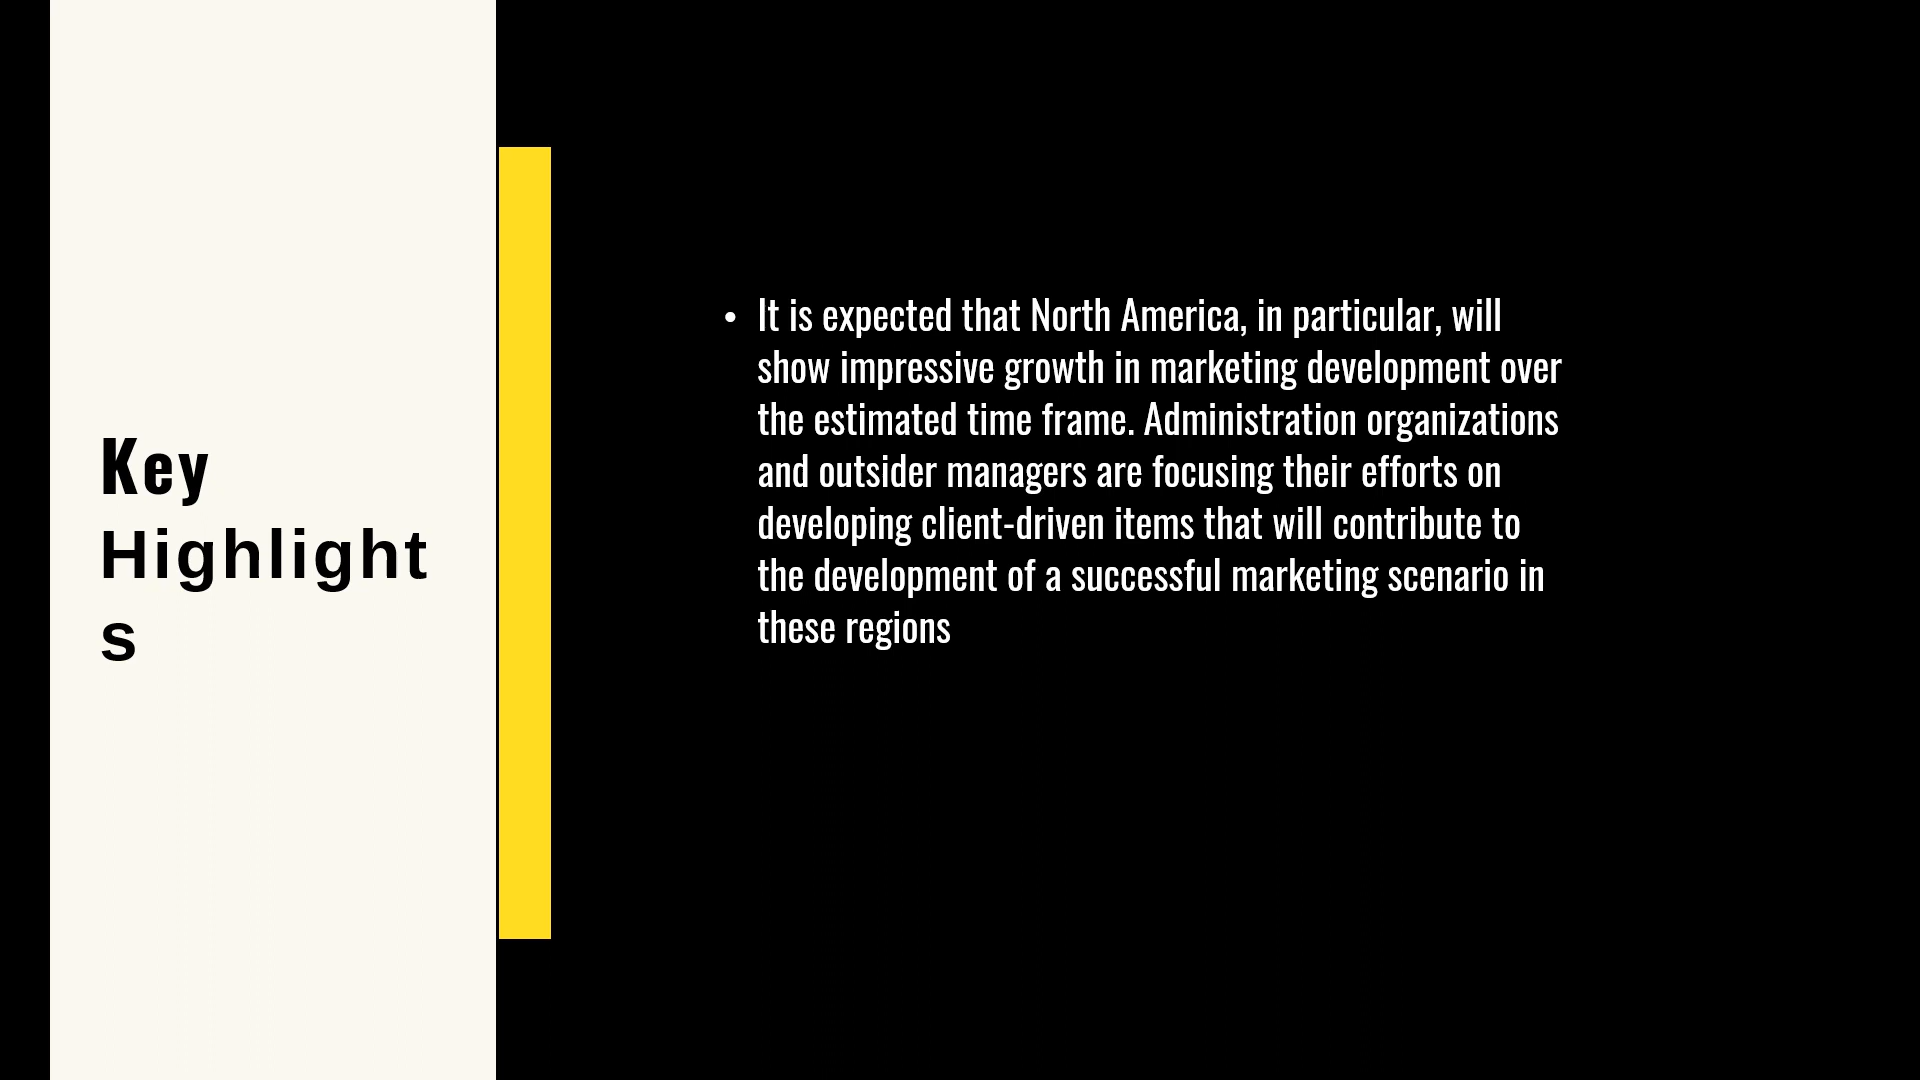 Key
Highlight
s
• It is expected that North America, in particular, will
show impressive growth in marketing development over
the estimated time frame. Administration organizations
and outsider managers are focusing their efforts on
developing client-driven items that will contribute to
the development of a successful marketing scenario in
these regions